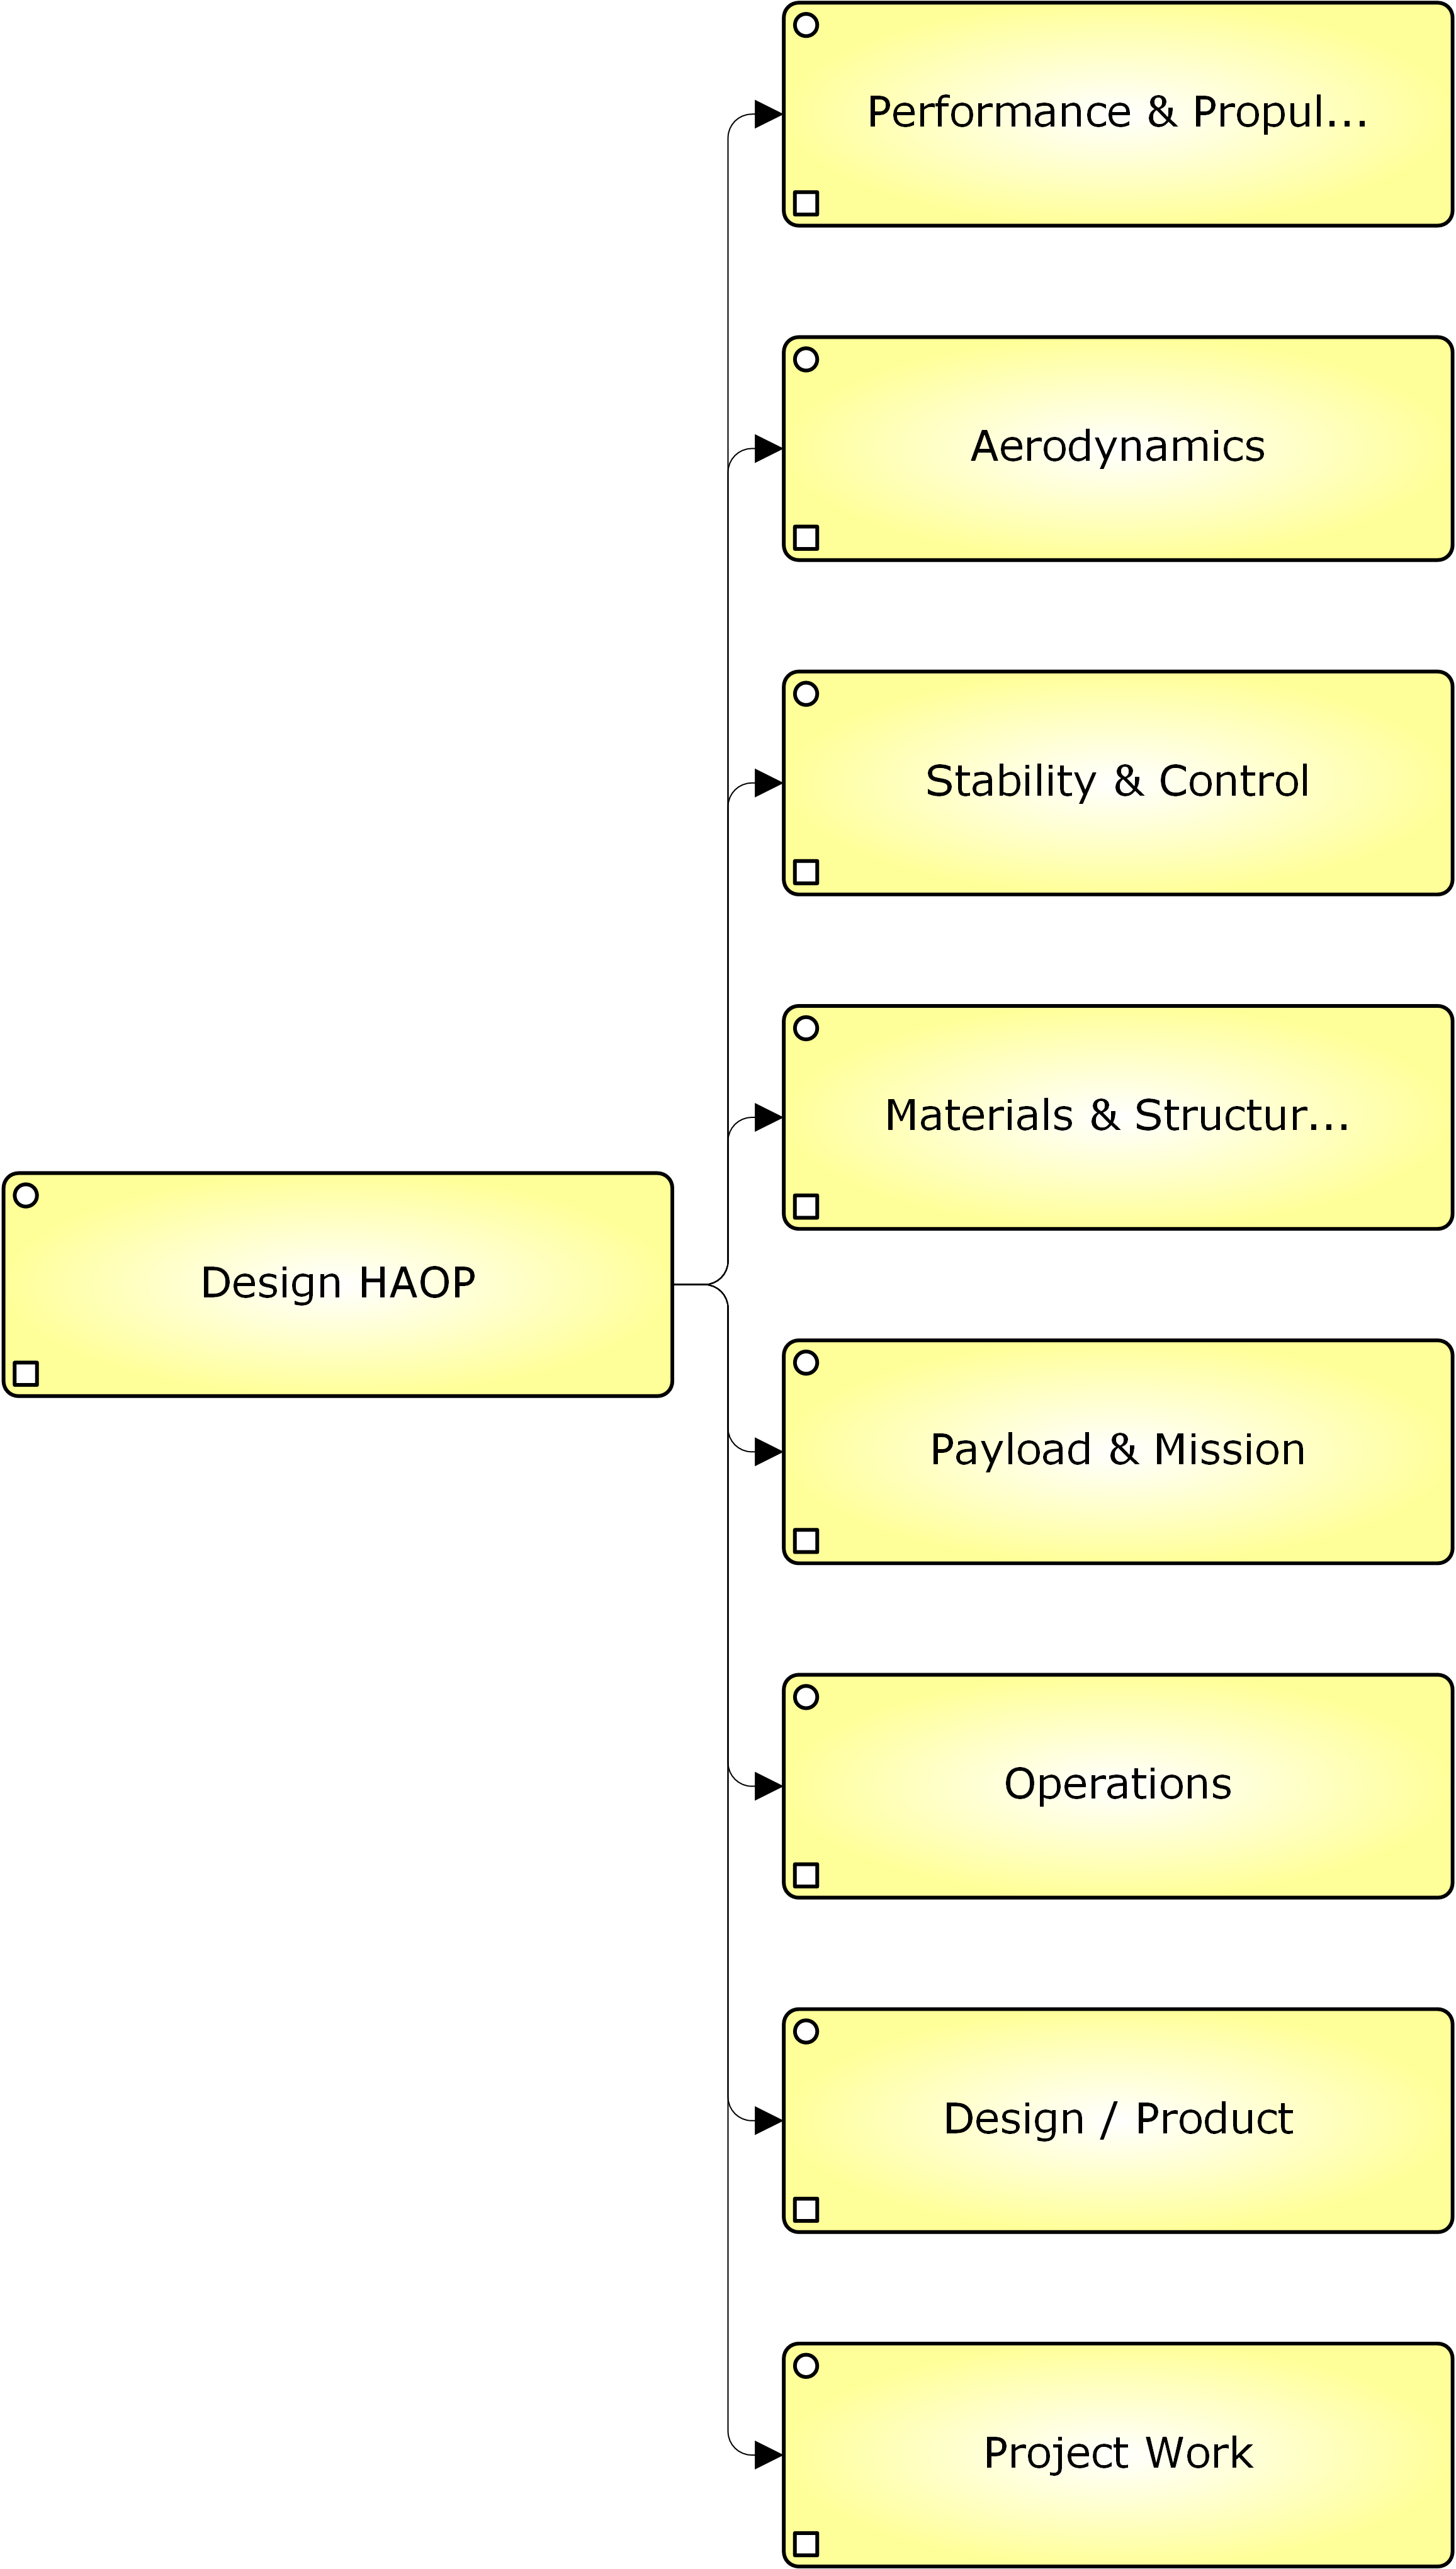 Performance & Propul...
Aerodynamics
Stability & Control
Materials & Structur...
Design HAOP
Payload & Mission
Operations
Design / Product
Project Work